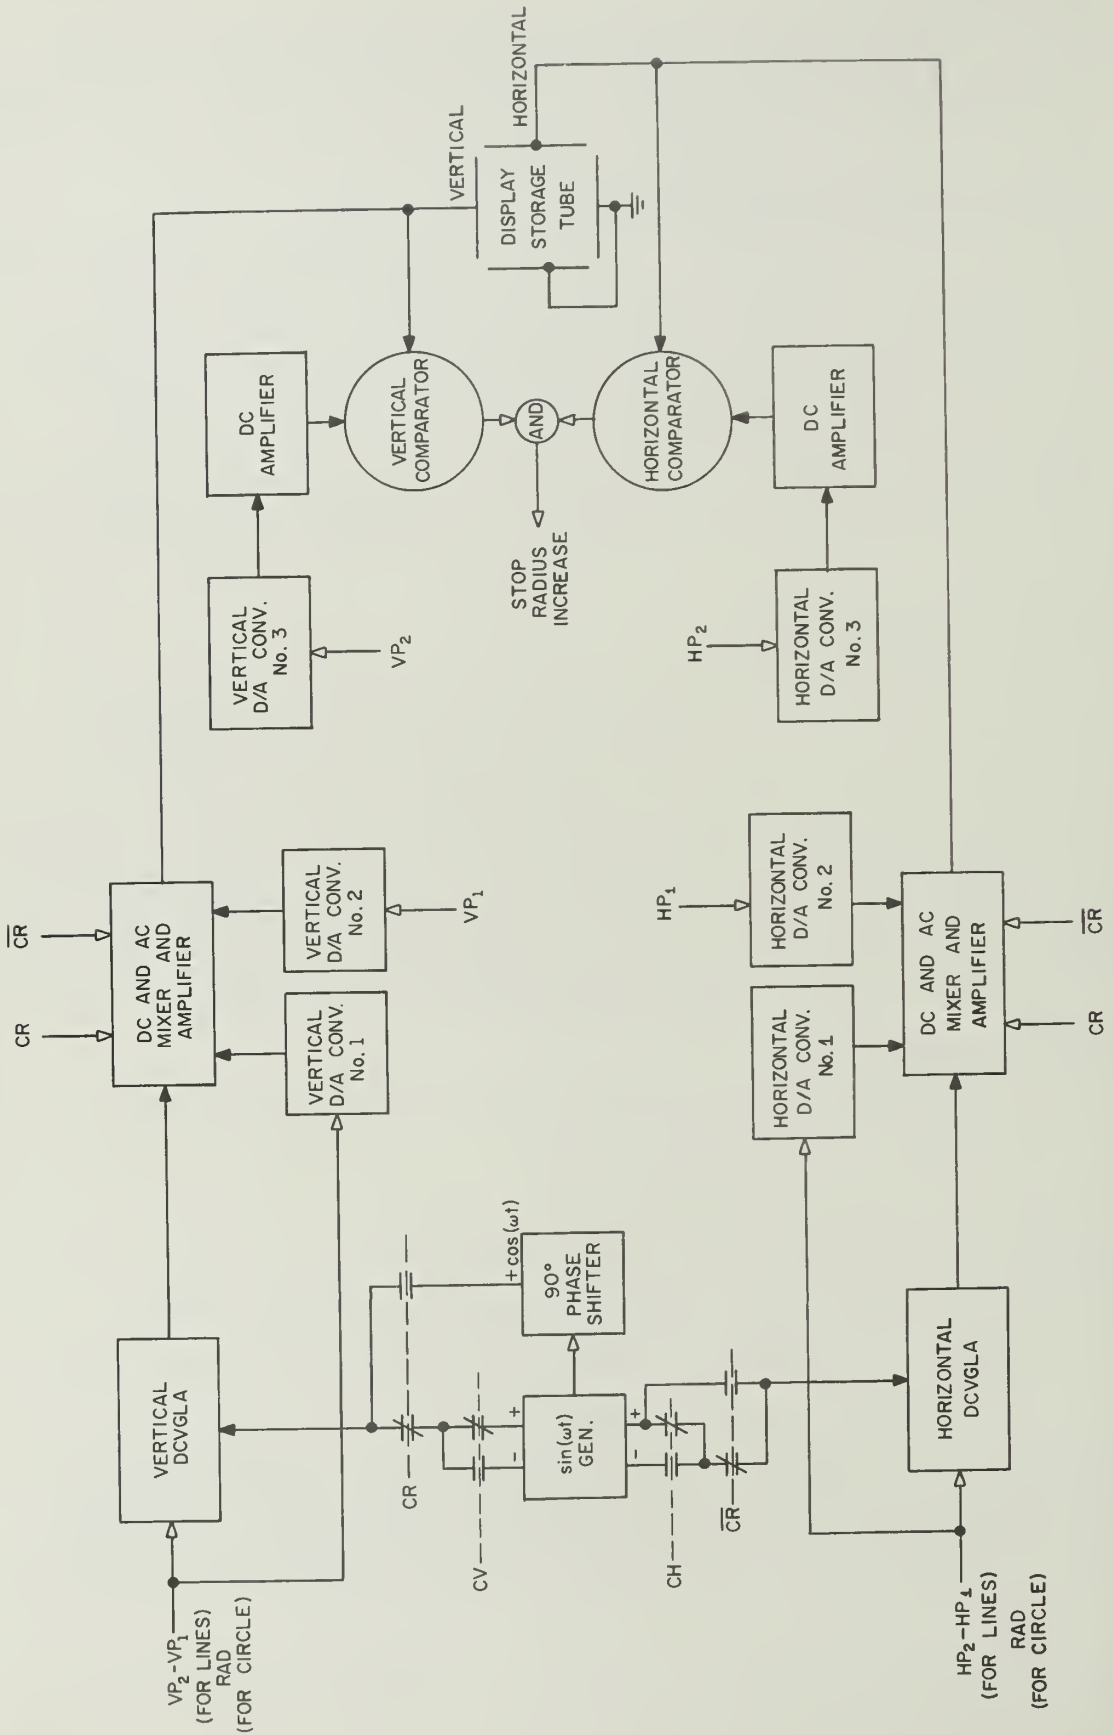 VP₂-VP₁
(FOR LINES)
RAD
(FOR CIRCLE)
VERTICAL
DCVGLA
CR
C̅R̅
DC AND AC
MIXER AND
AMPLIFIER
VERTICAL
D/A CONV.
No. 1
VERTICAL
D/A CONV.
No. 2
VP₁
VERTICAL
D/A CONV.
No. 3
VP₂
DC
AMPLIFIER
VERTICAL
COMPARATOR
AND
STOP
RADIUS
INCREASE
VERTICAL
HORIZONTAL
DISPLAY
STORAGE
TUBE
CR
CV
- +
sin(ωt)
GEN.
- +
+cos(ωt)
90°
PHASE
SHIFTER
CH
C̅R̅
HORIZONTAL
COMPARATOR
DC
AMPLIFIER
HP₂
HORIZONTAL
D/A CONV.
No. 3
HP₁
HORIZONTAL
D/A CONV.
No. 2
HORIZONTAL
D/A CONV.
No. 1
DC AND AC
MIXER AND
AMPLIFIER
CR
C̅R̅
HORIZONTAL
DCVGLA
HP₂-HP₁
(FOR LINES)
RAD
(FOR CIRCLE)